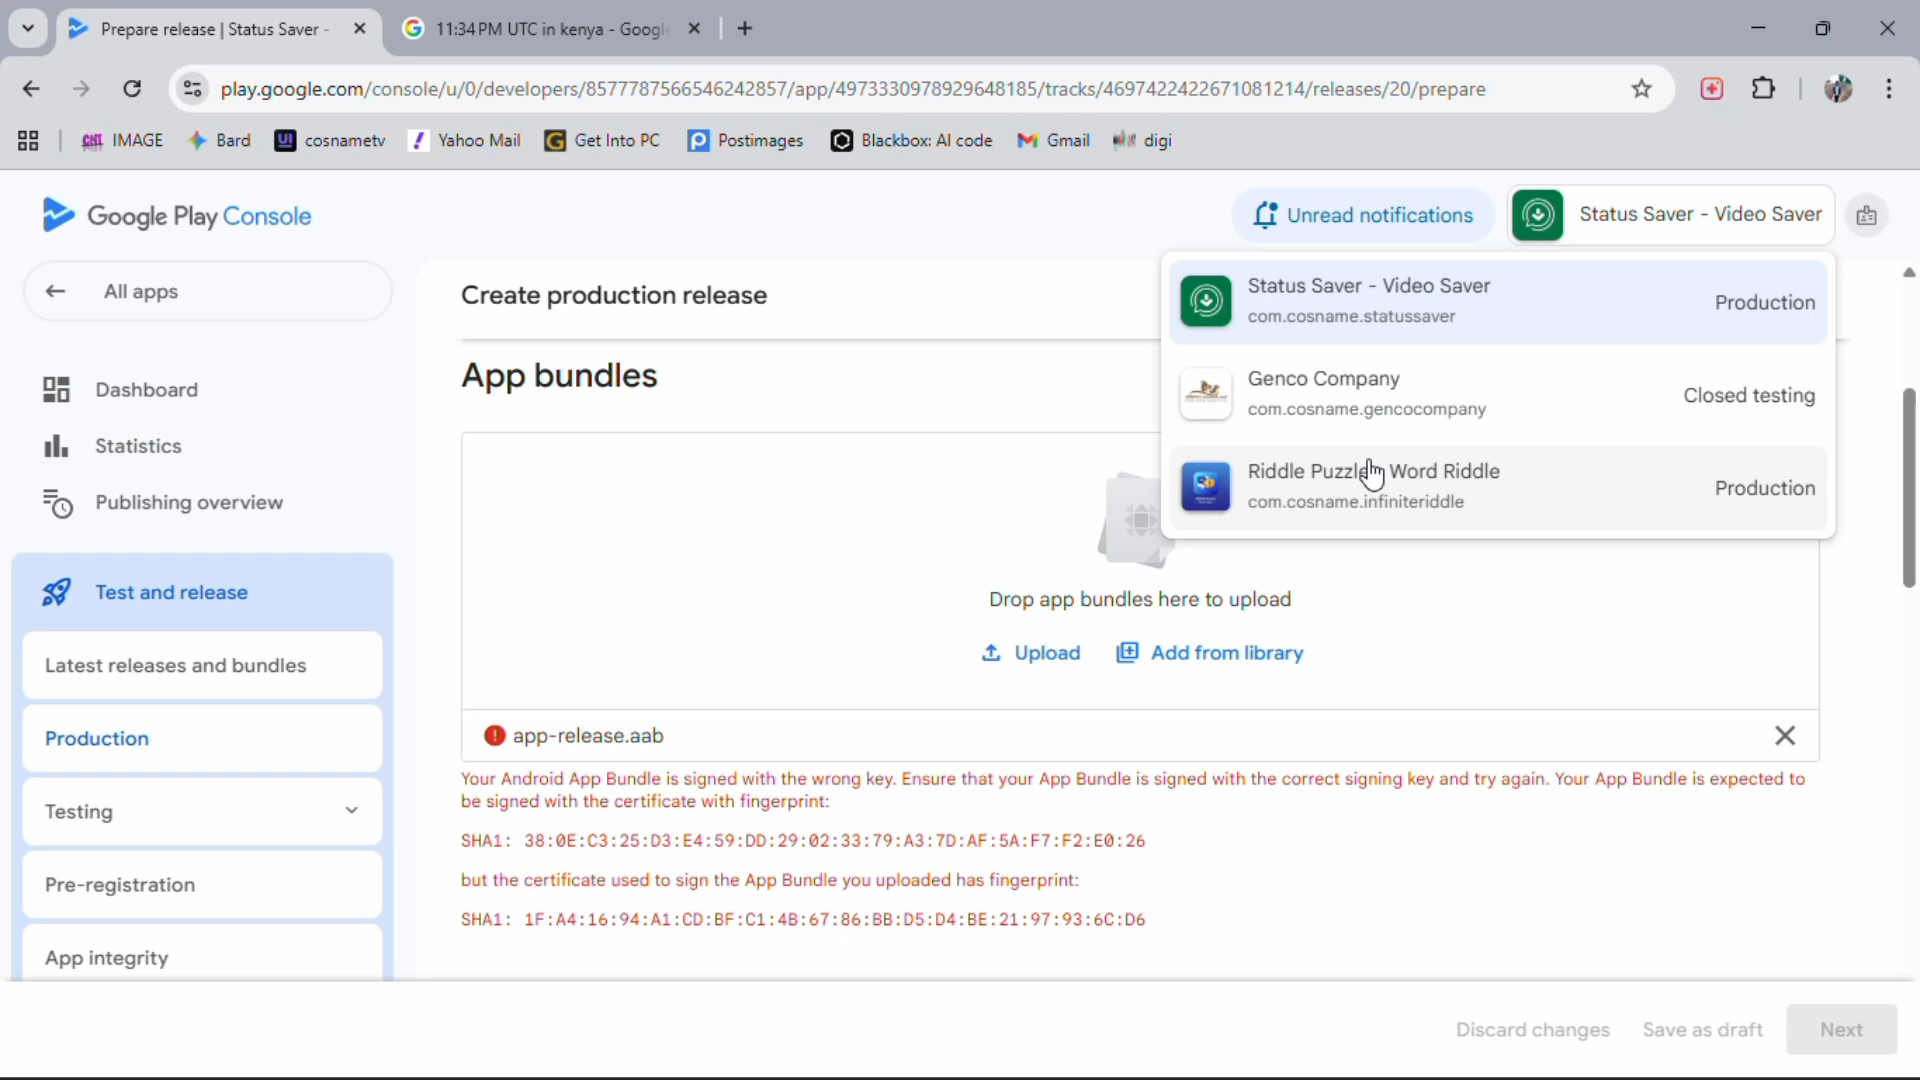 Prepare release | Status Saver -
11:34 PM UTC in kenya - Google
play.google.com/console/u/0/developers/8577787566546242857/app/4973330978929648185/tracks/4697422422671081214/releases/20/prepare
IMAGE
Bard
cosnametv
Yahoo Mail
Get Into PC
Postimages
Blackbox: AI code
Gmail
digi
Google Play Console
Unread notifications
Status Saver - Video Saver
All apps
Dashboard
Statistics
Publishing overview
Test and release
Latest releases and bundles
Production
Testing
Pre-registration
App integrity
Create production release
Status Saver - Video Saver
com.cosname.statussaver
Production
Genco Company
com.cosname.gencocompany
Closed testing
Riddle Puzzle Word Riddle
com.cosname.infiniteriddle
Production
App bundles
Drop app bundles here to upload
Upload
Add from library
app-release.aab
Your Android App Bundle is signed with the wrong key. Ensure that your App Bundle is signed with the correct signing key and try again. Your App Bundle is expected to
be signed with the certificate with fingerprint:
SHA1: 38:0E:C3:25:D3:E4:59:DD:29:02:33:79:A3:7D:AF:5A:F7:F2:E0:26
but the certificate used to sign the App Bundle you uploaded has fingerprint:
SHA1: 1F:A4:16:94:A1:CD:BF:C1:4B:67:86:BB:D5:D4:BE:21:97:93:6C:D6
Discard changes
Save as draft
Next